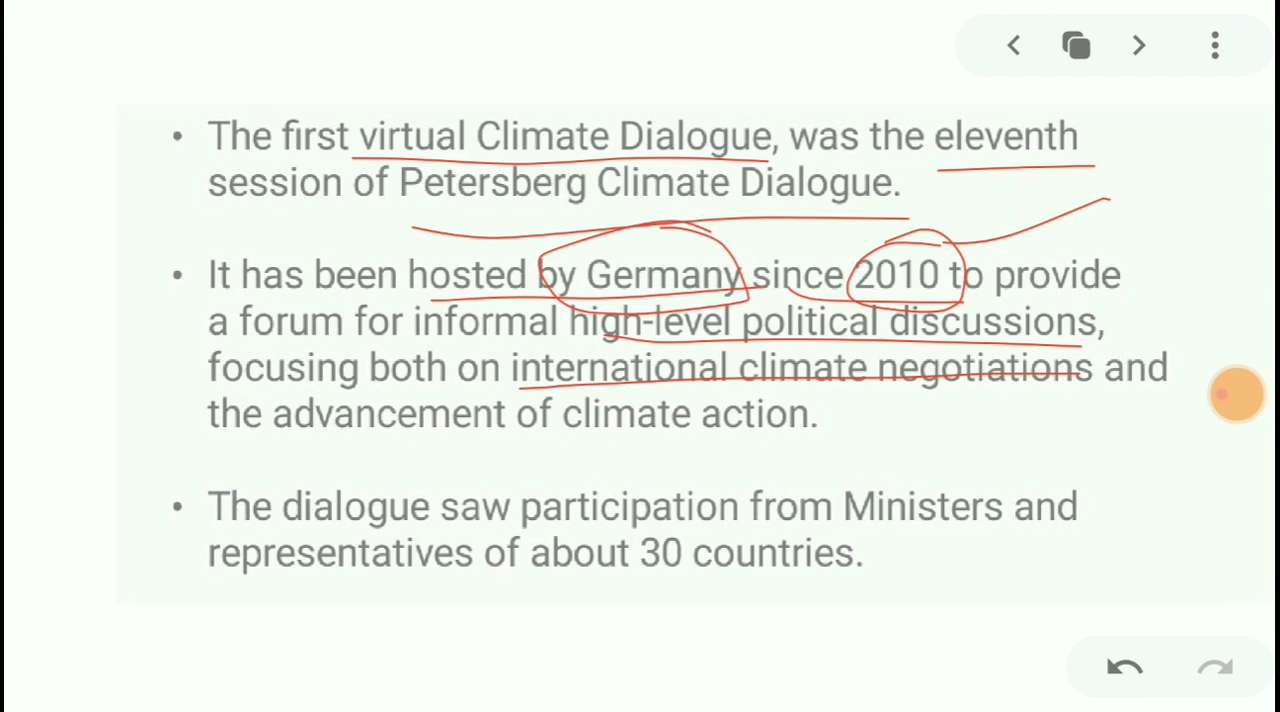 • The first virtual Climate Dialogue, was the eleventh
session of Petersberg Climate Dialogue.
• It has been hosted by Germany since 2010 to provide
a forum for informal high-level political discussions,
focusing both on international climate negotiations and
the advancement of climate action.
• The dialogue saw participation from Ministers and
representatives of about 30 countries.